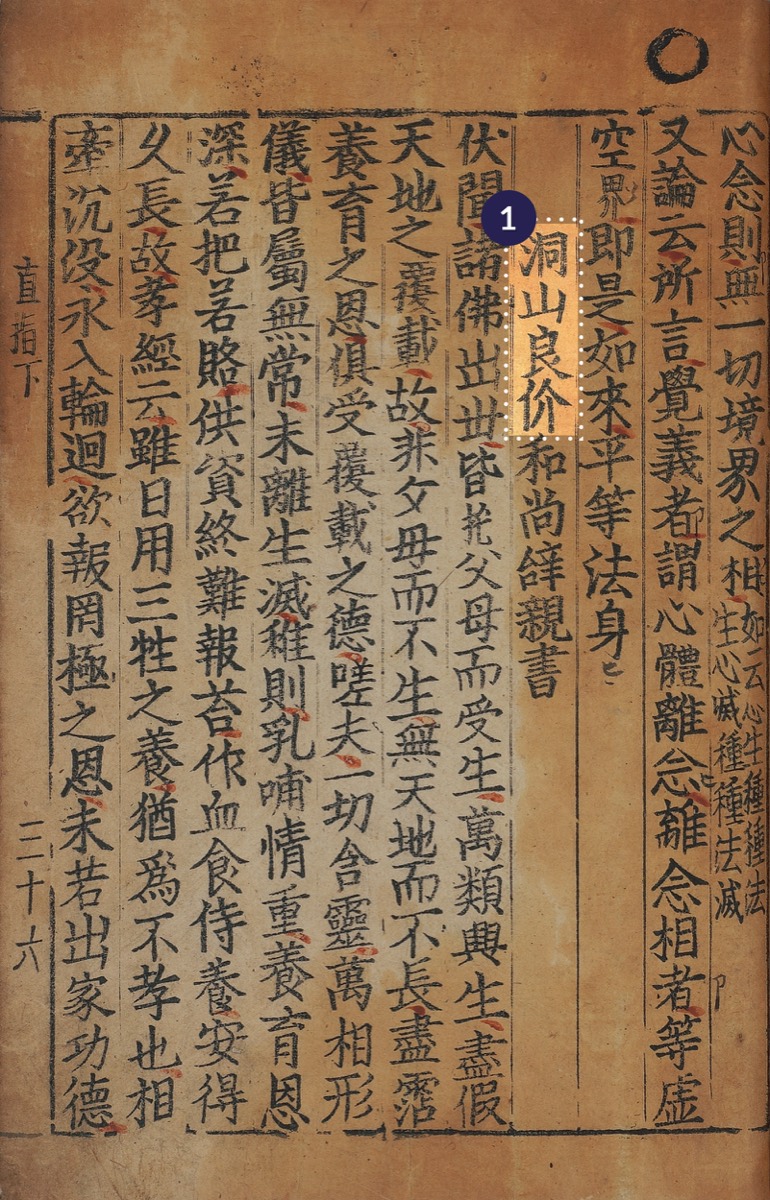 心念則無一切境界之相如云心生種種法
生心滅種種法滅
又論云所言覺義者謂心體離念離念相者等虛
空界即是如來平等法身
洞山良价和尚辝親書
伏聞諸佛出世皆托父母而受生萬類興生盡假
天地之覆載故非父母而不生無天地而不長盡霑
養育之恩俱受覆載之德嗟夫一切含靈萬相形
儀皆屬無常未離生滅稚則乳哺情重養育恩
深若把若賂供資終難報荅作血食侍養安得
久長故孝經云雖日用三牲之養猶爲不孝也相
牽沉没永入輪迴欲報罔極之恩未若出家功德
直指下
三十六
1